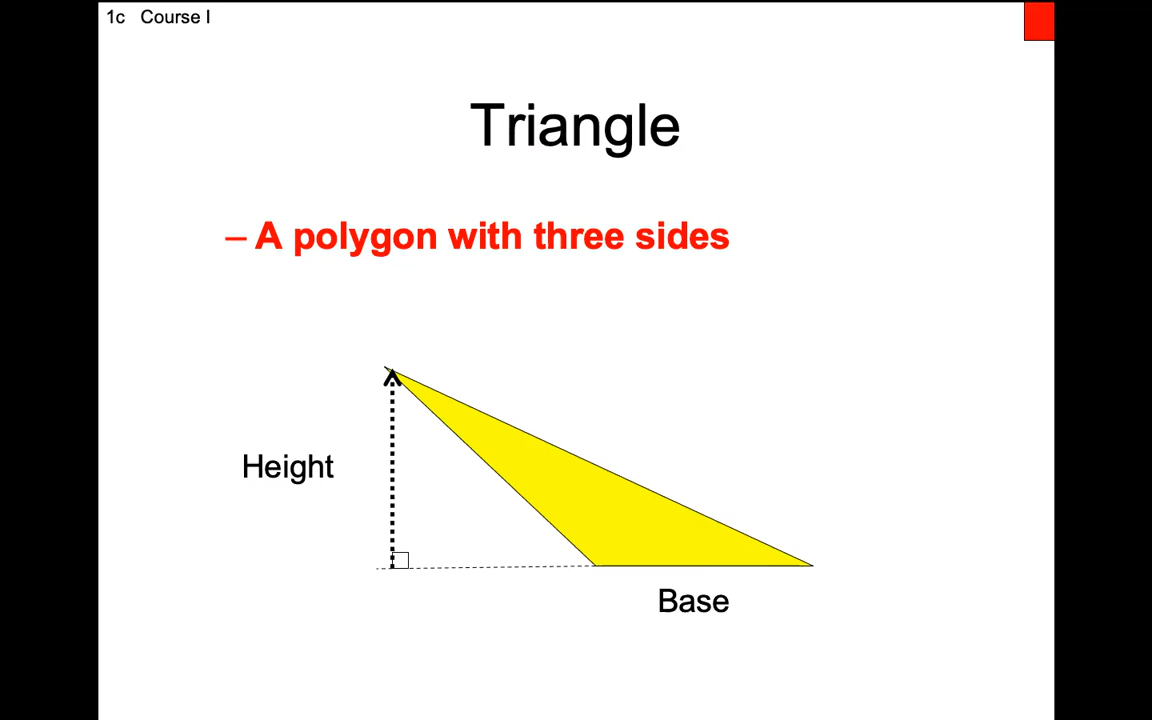 1c Course I
Triangle
– A polygon with three sides
Height
Base